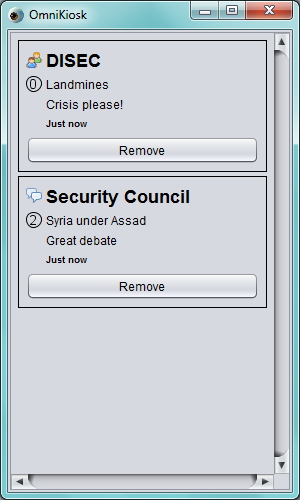 OmniKiosk
DISEC
0 Landmines
Crisis please!
Just now
Remove
Security Council
2 Syria under Assad
Great debate
Just now
Remove